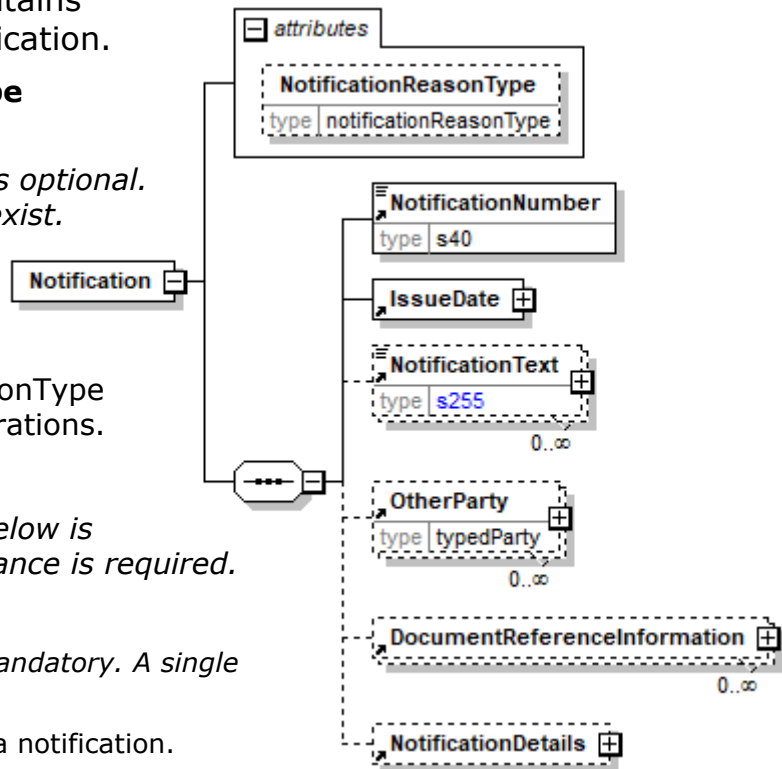 ntains
ication.
pe
s optional.
exist.
onType
rations.
elow is
ance is required.
andatory. A single
a notification.
attributes
NotificationReasonType
type notificationReasonType
Notification
NotificationNumber
type s40
IssueDate
NotificationText
type s255
0..∞
OtherParty
type typedParty
0..∞
DocumentReferenceInformation
0..∞
NotificationDetails